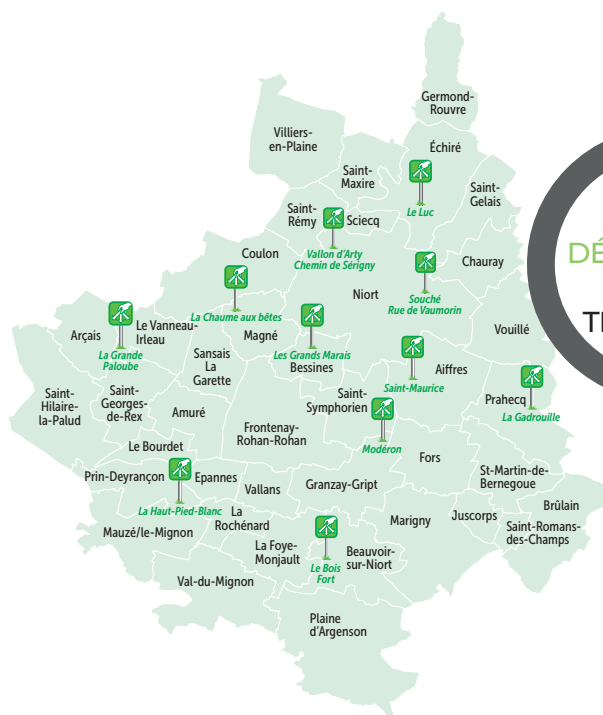 Germond-
Rouvre
Villiers-
en-Plaine
Échiré
Saint-
Maxire
Saint-
Gelais
Le Luc
Saint-
Rémy
Sciecq
Vallon d'Arty
Chemin de Sérigny
Coulon
Chauray
DÉ
Souché
Rue de Vaumorin
Niort
La Chaume aux bêtes
TI
Arçais
Le Vanneau-
Irleau
Magné
Vouillé
La Grande
Paloube
Les Grands Marais
Bessines
Sansais
La
Garette
Aiffres
Saint-Maurice
Saint-
Hilaire-
la-Palud
Saint-
Georges-
de-Rex
Amuré
Saint-
Symphorien
Prahecq
La Gadrouille
Frontenay-
Rohan-Rohan
Modéron
Le Bourdet
Fors
Prin-Deyrançon
Epannes
Vallans
Granzay-Gript
St-Martin-de-
Bernegoue
La Haut-Pied-Blanc
La
Rochénard
Marigny
Juscorps
Brûlain
Saint-Romans-
des-Champs
Mauzé/le-Mignon
La Foye-
Monjault
Beauvoir-
sur-Niort
Le Bois
Fort
Val-du-Mignon
Plaine
d'Argenson